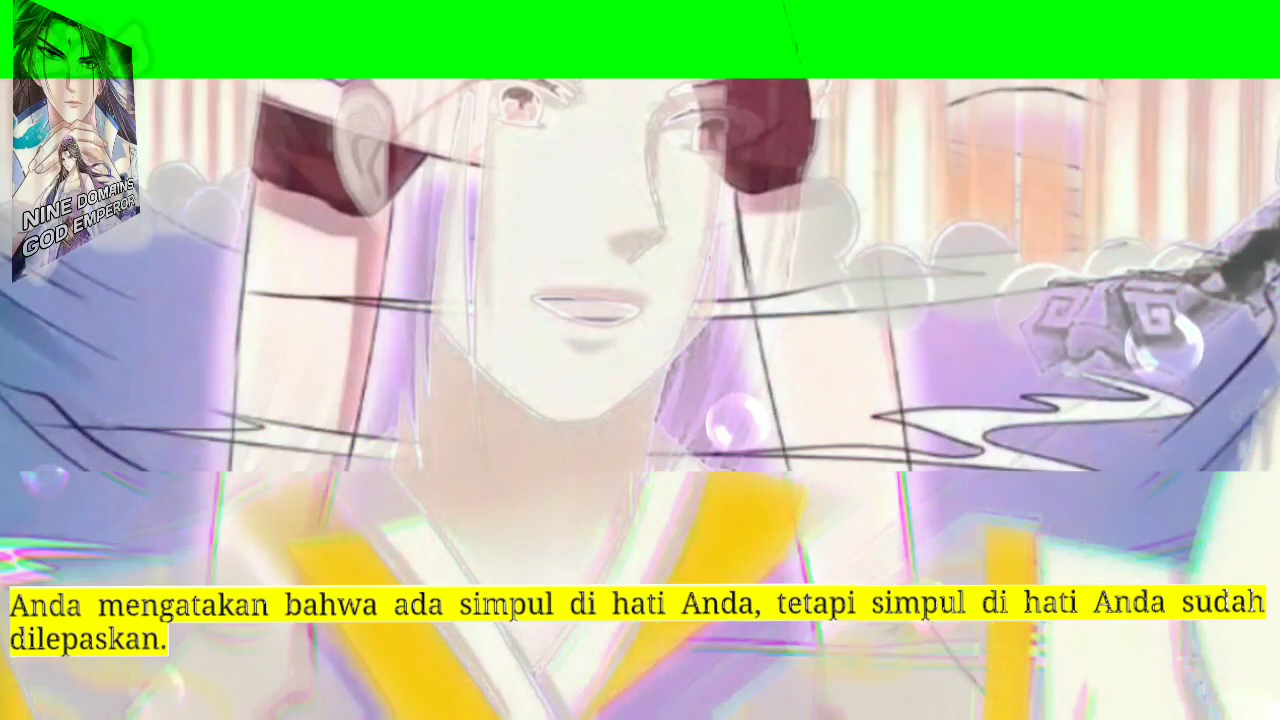 NINE DOMAINS
GOD EMPEROR
Anda mengatakan bahwa ada simpul di hati Anda, tetapi simpul di hati Anda sudah
dilepaskan.